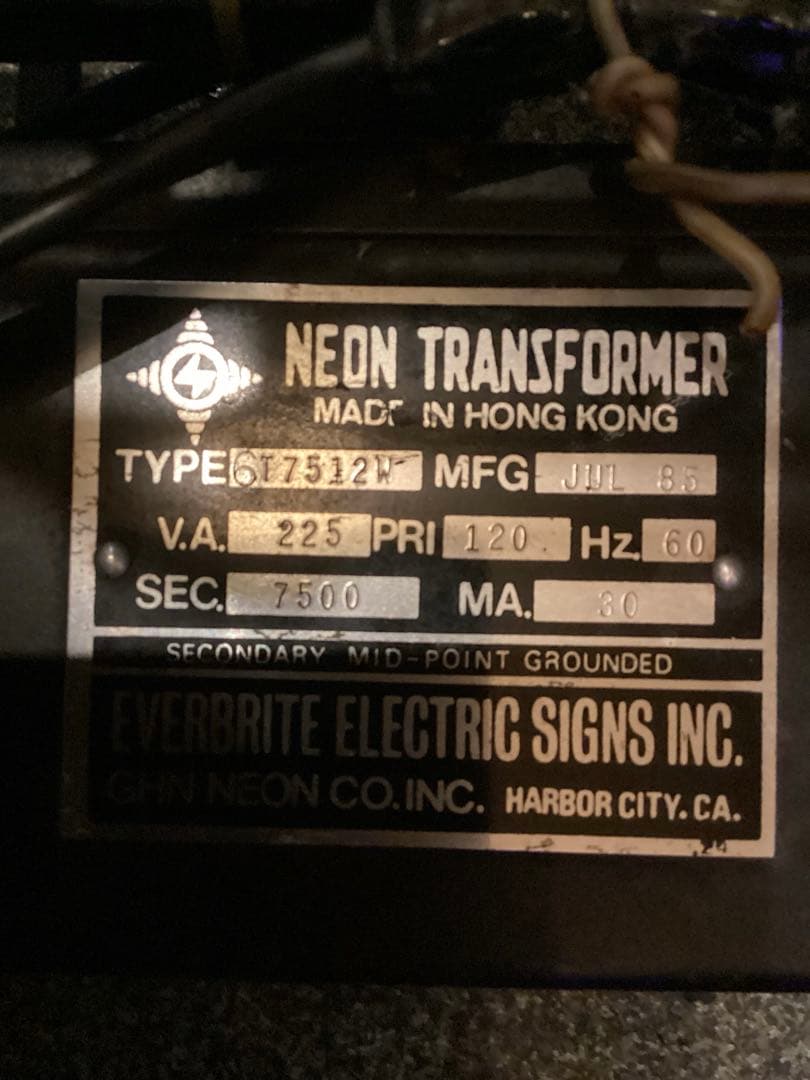 NEON TRANSFORMER
MADE IN HONG KONG
TYPE 6T7512W MFG JUL 85
V.A. 225 PRI 120 Hz. 60
SEC. 7500 MA. 30
SECONDARY MID-POINT GROUNDED
EVERBRITE ELECTRIC SIGNS INC.
GHN NEON CO. INC. HARBOR CITY. CA.